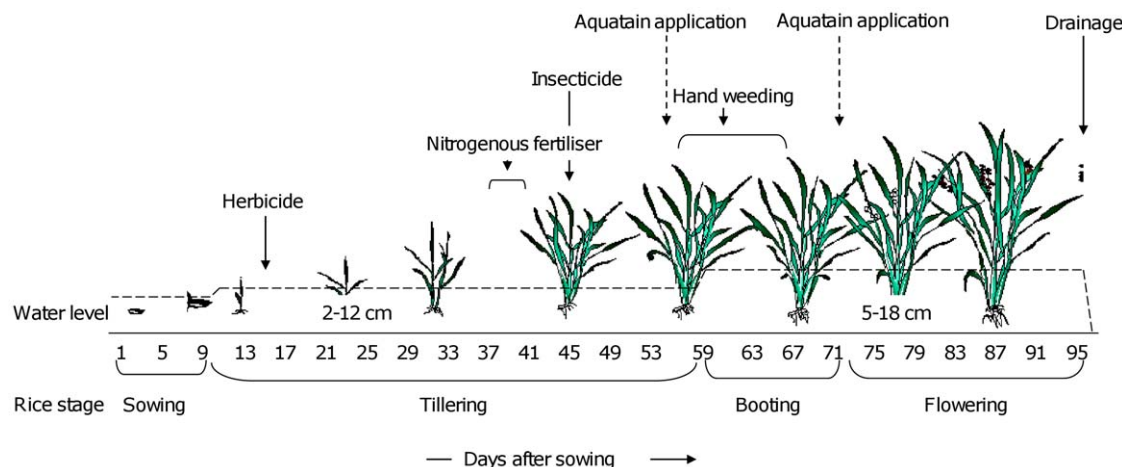 Aquatain application Aquatain application Drainage
Insecticide
Hand weeding
Nitrogenous fertiliser
Herbicide
Water level 2-12 cm 5-18 cm
1 5 9 13 17 21 25 29 33 37 41 45 49 53 59 63 67 71 75 79 83 87 91 95
Rice stage Sowing Tillering Booting Flowering
Days after sowing